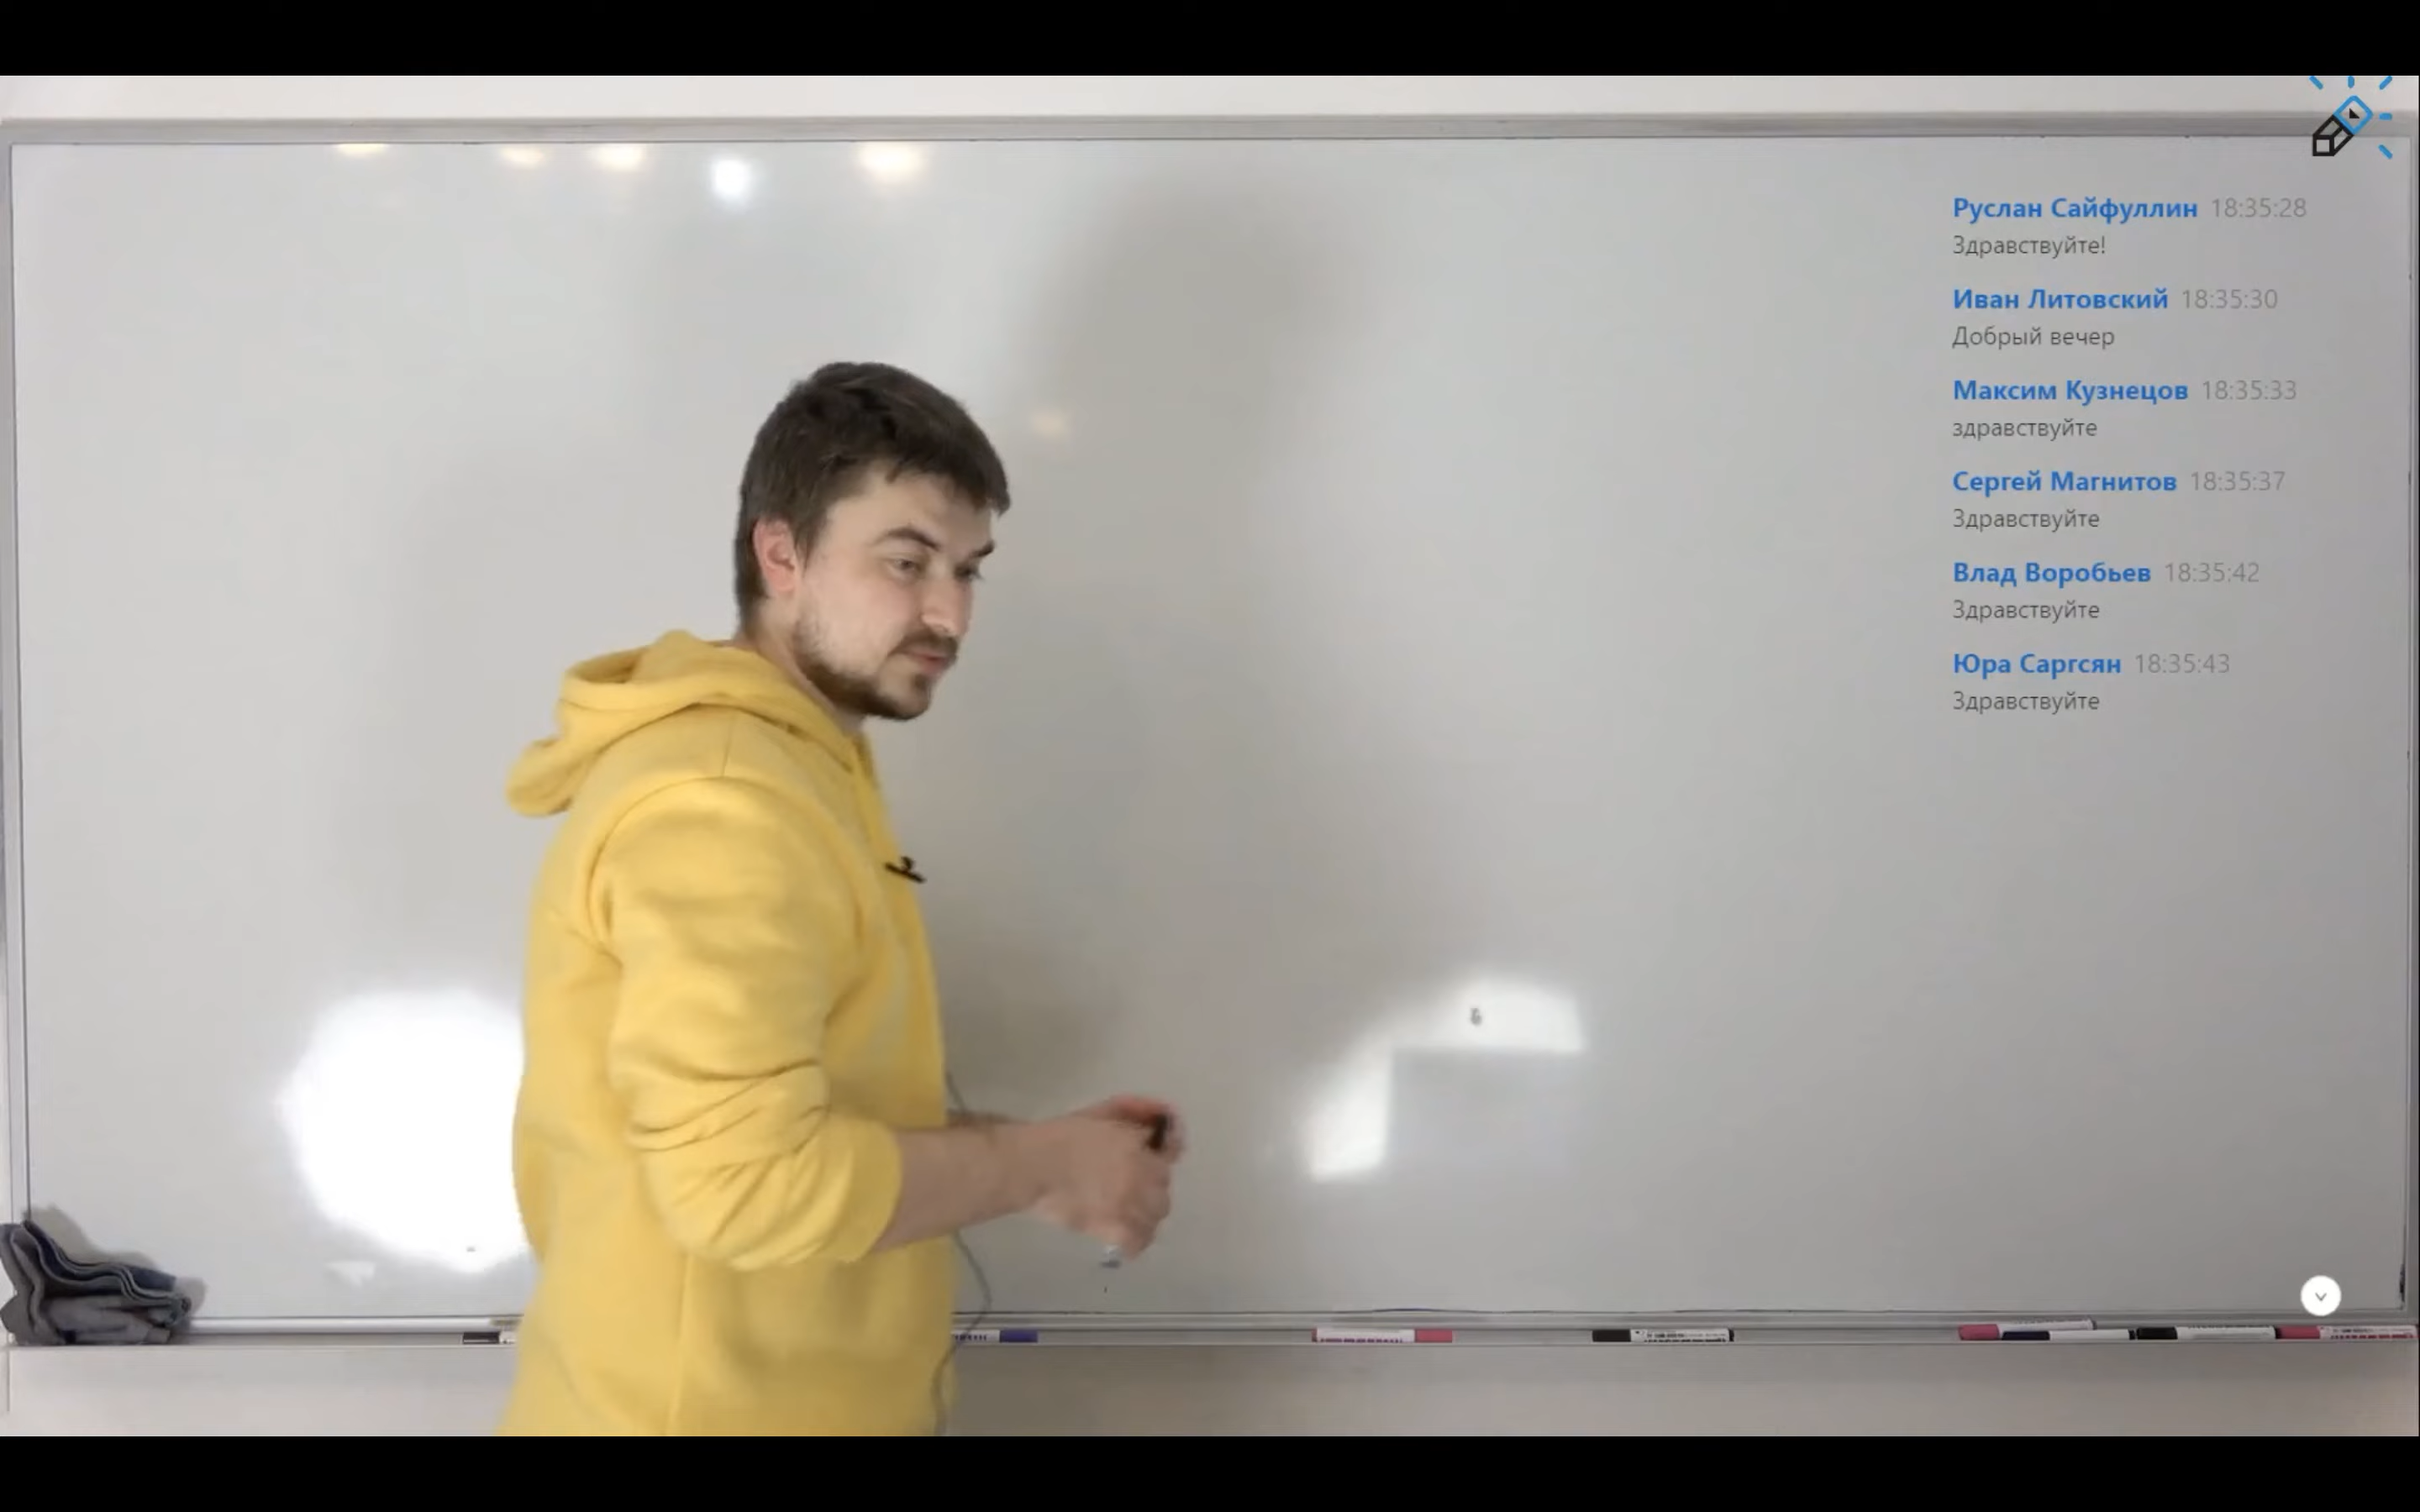 Руслан Сайфуллин 18:35:28
Здравствуйте!
Иван Литовский 18:35:30
Добрый вечер
Максим Кузнецов 18:35:33
здравствуйте
Сергей Магнитов 18:35:37
Здравствуйте
Влад Воробьев 18:35:42
Здравствуйте
Юра Саргсян 18:35:43
Здравствуйте